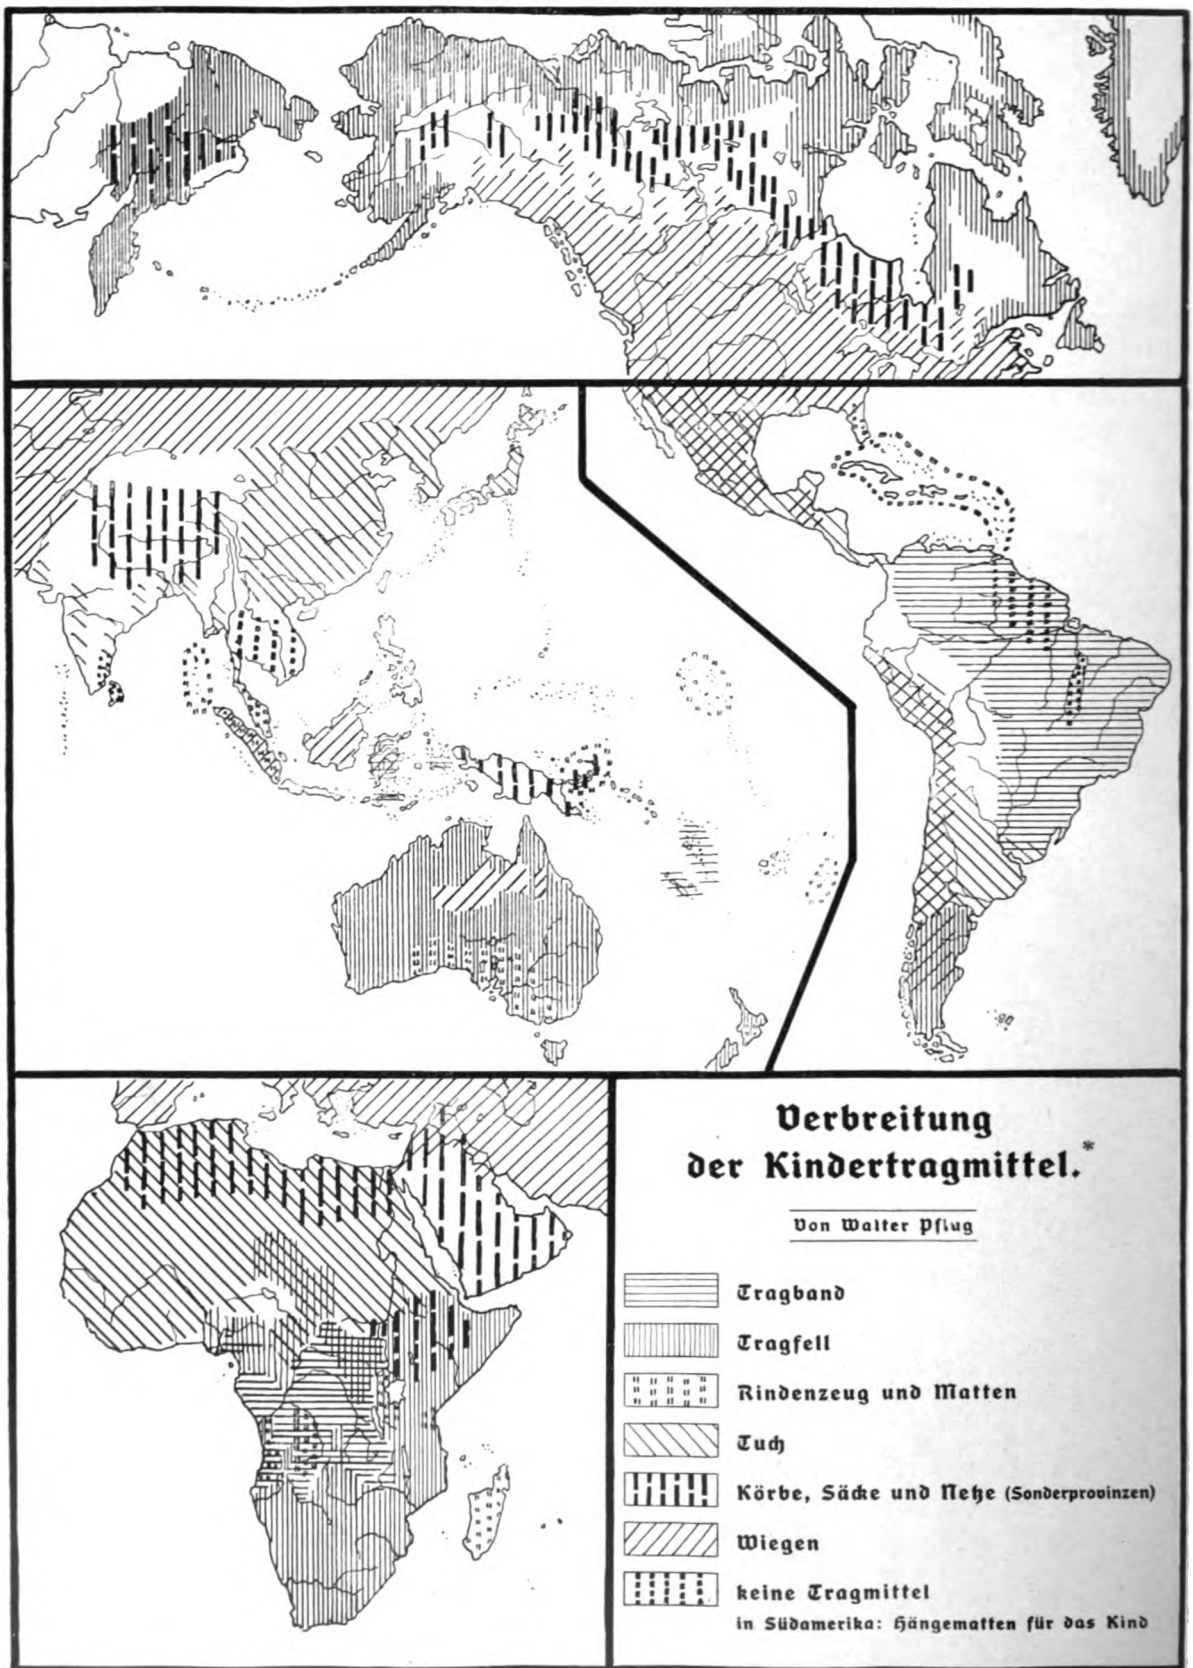 Verbreitung
der Kindertragmittel.*
Von Walter Pflug
Tragband
Tragfell
Rindenzeug und Matten
Tuch
Körbe, Säcke und Netze (Sonderprovinzen)
Wiegen
keine Tragmittel
in Südamerika: Hängematten für das Kind